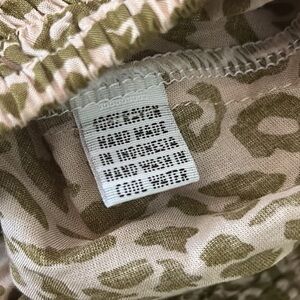 100% RAYON
HAND MADE
IN INDONESIA
HAND WASH IN
COOL WATER